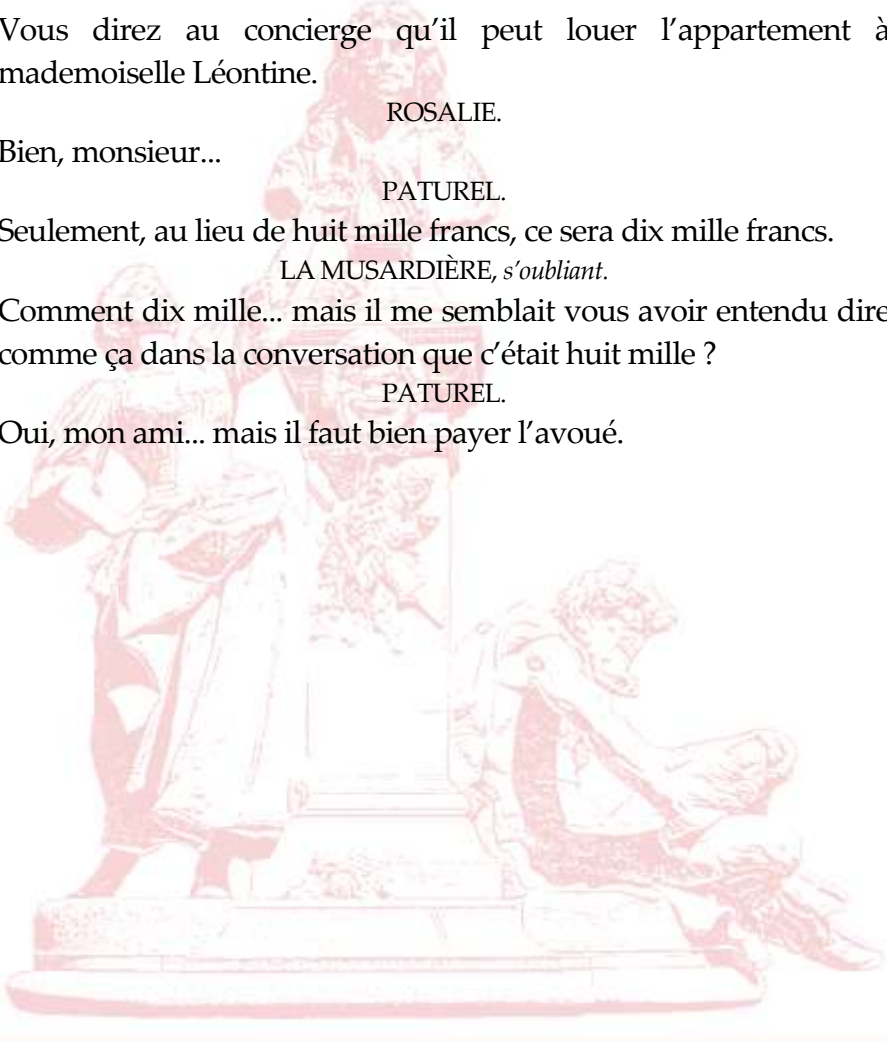 Vous direz au concierge qu’il peut louer l’appartement à
mademoiselle Léontine.
ROSALIE.
Bien, monsieur...
PATUREL.
Seulement, au lieu de huit mille francs, ce sera dix mille francs.
LA MUSARDIÈRE, s’oubliant.
Comment dix mille... mais il me semblait vous avoir entendu dire
comme ça dans la conversation que c’était huit mille ?
PATUREL.
Oui, mon ami... mais il faut bien payer l’avoué.